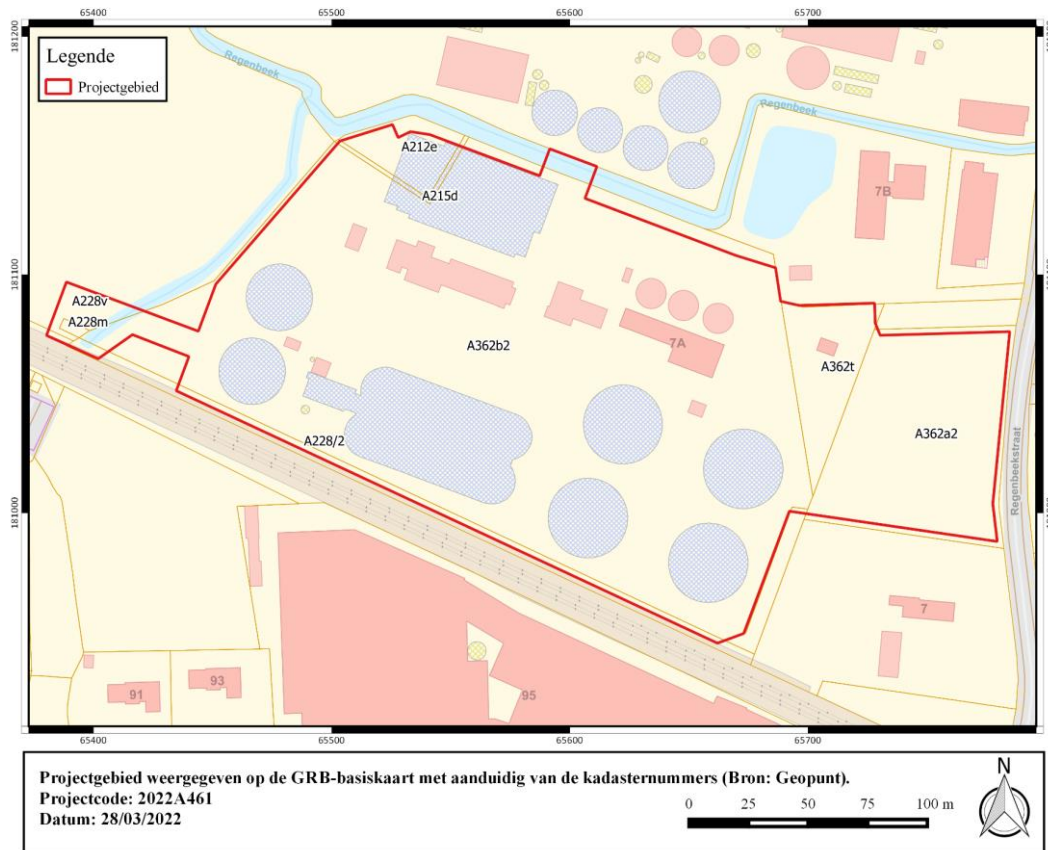 65400 65500 65600 65700
181200
Legende
Projectgebied
Regenbeek
Regenbeek
A212e
A215d
7B
181100
A228v
A228m
A362b2
7A
A362t
A362a2
A228/2
Regenbeekstraat
181000
7
91
93
95
65400 65500 65600 65700
Projectgebied weergegeven op de GRB-basiskaart met aanduidig van de kadasternummers (Bron: Geopunt).
Projectcode: 2022A461
Datum: 28/03/2022
0 25 50 75 100 m
N